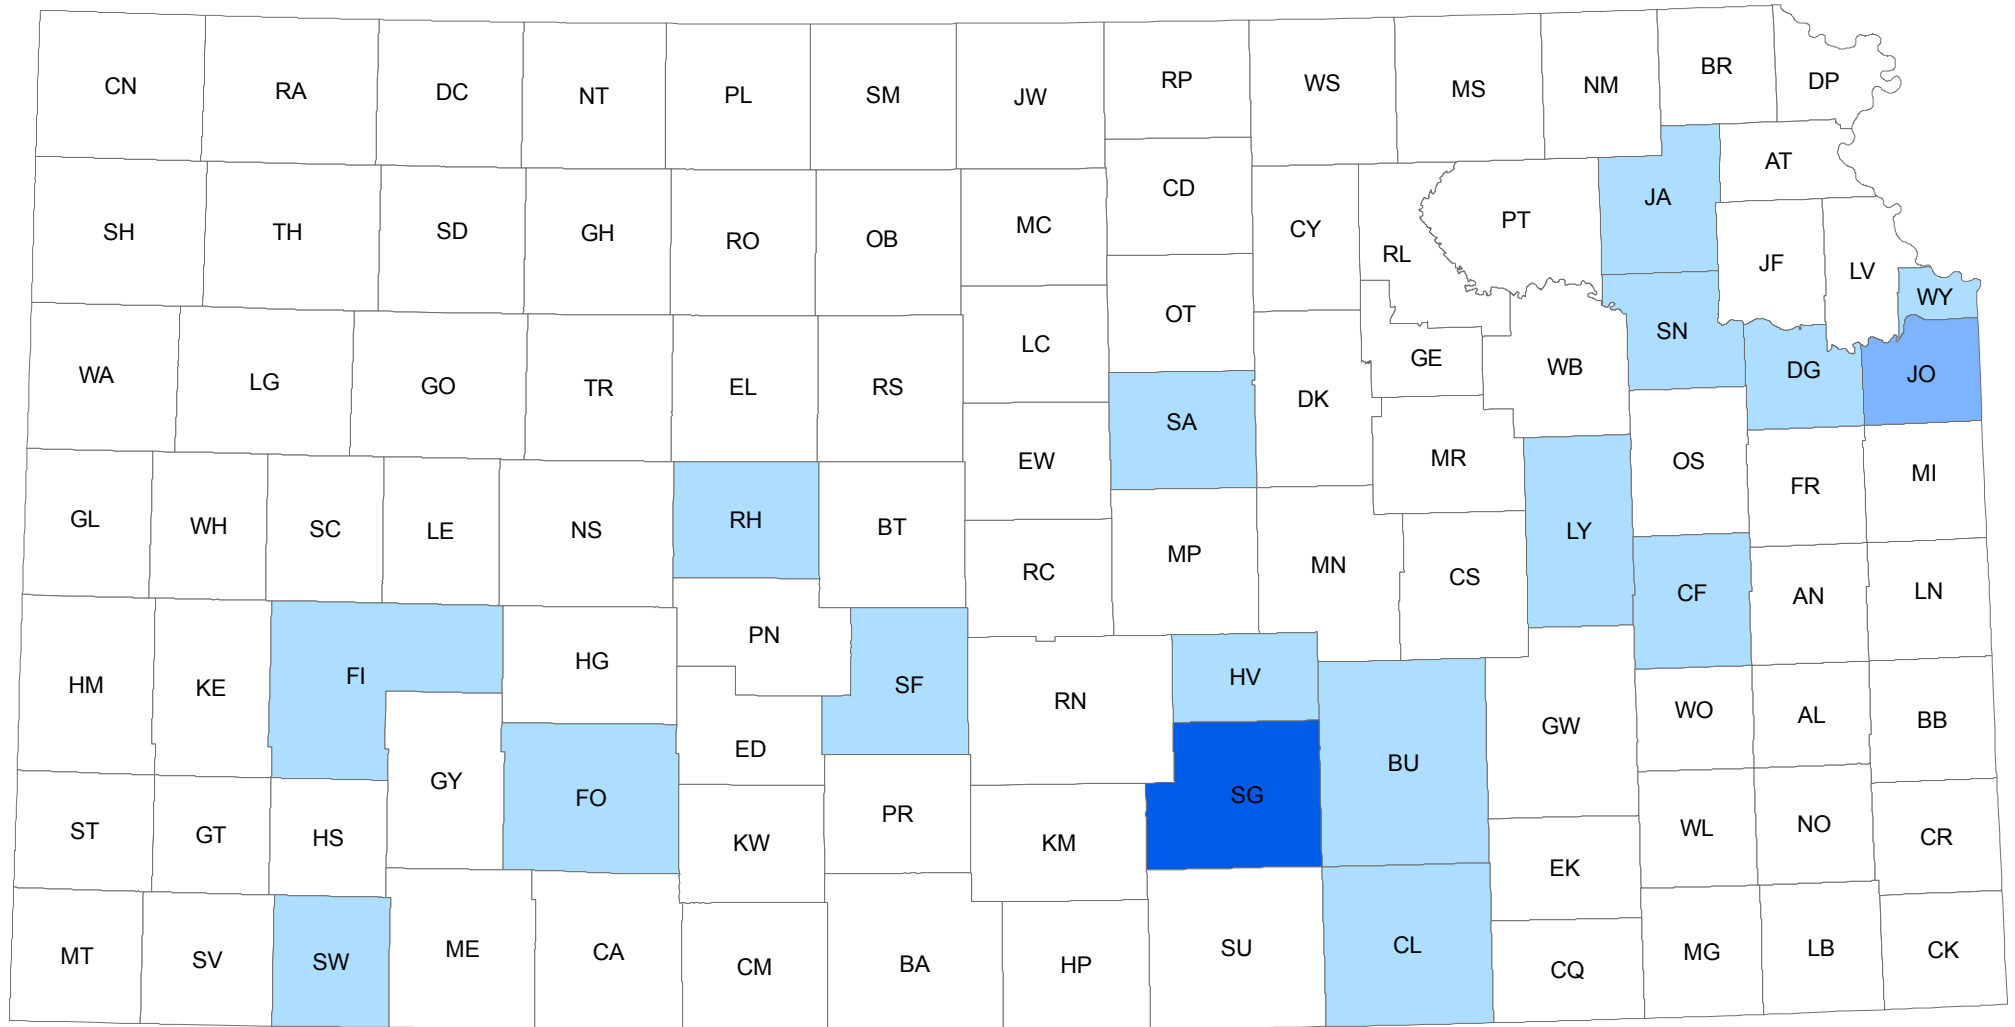 CN RA DC NT PL SM JW RP WS MS NM BR DP
SH TH SD GH RO OB MC CD CY RL PT JA AT
JF LV WY
WA LG GO TR EL RS LC OT GE WB SN DG JO
SA DK
GL WH SC LE NS RH BT EW MR OS FR MI
RC MP MN CS LY CF AN LN
HM KE FI HG PN SF RN HV GW WO AL BB
ST GT HS GY FO ED PR KM SG BU WL NO CR
KW EK
MT SV SW ME CA CM BA HP SU CL CQ MG LB CK